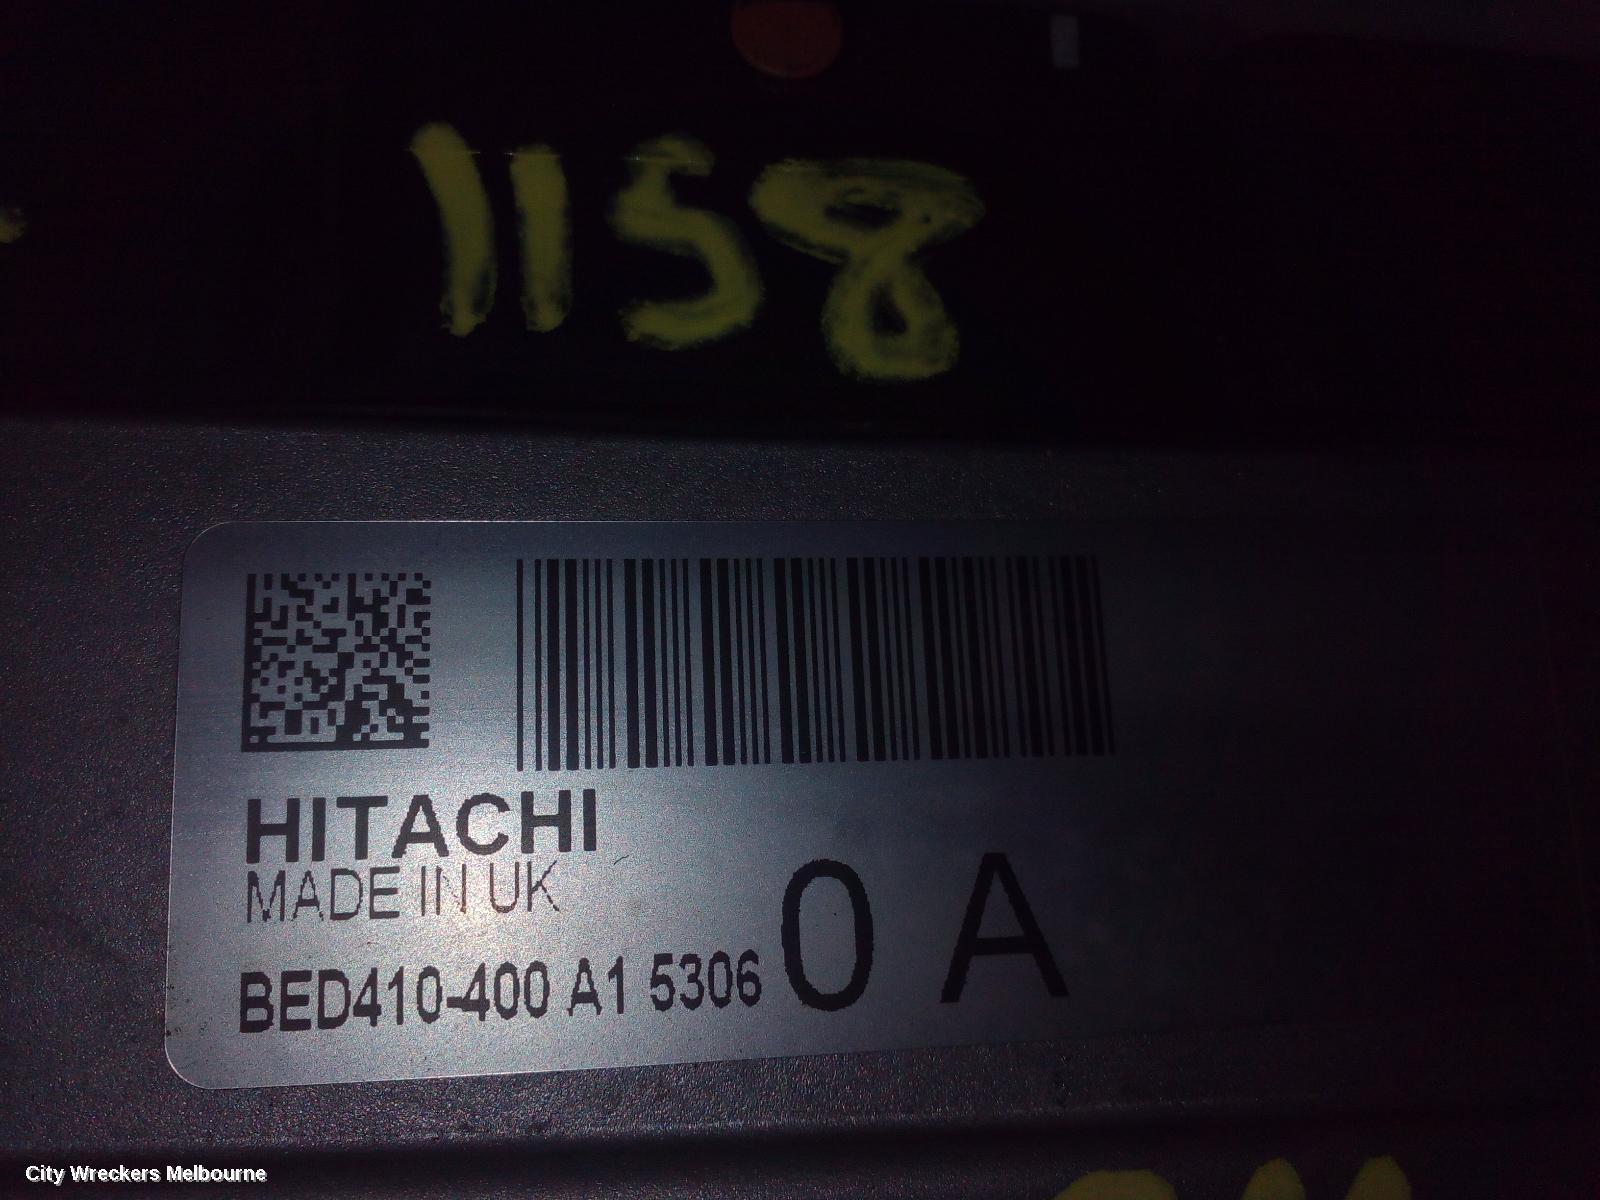 1158
HITACHI
MADE IN UK
BED410-400 A1 5306 0 A
City Wreckers Melbourne